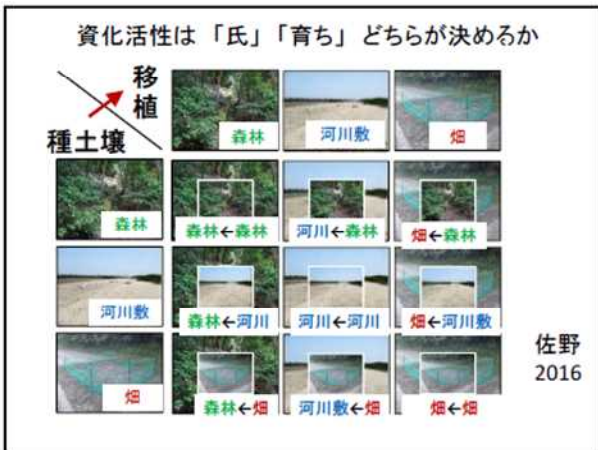 資化活性は 「氏」 「育ち」 どちらが決めるか
移植
種土壌
森林
河川敷
畑
森林
森林←森林
河川←森林
畑←森林
河川敷
森林←河川
河川←河川
畑←河川敷
畑
森林←畑
河川敷←畑
畑←畑
佐野
2016